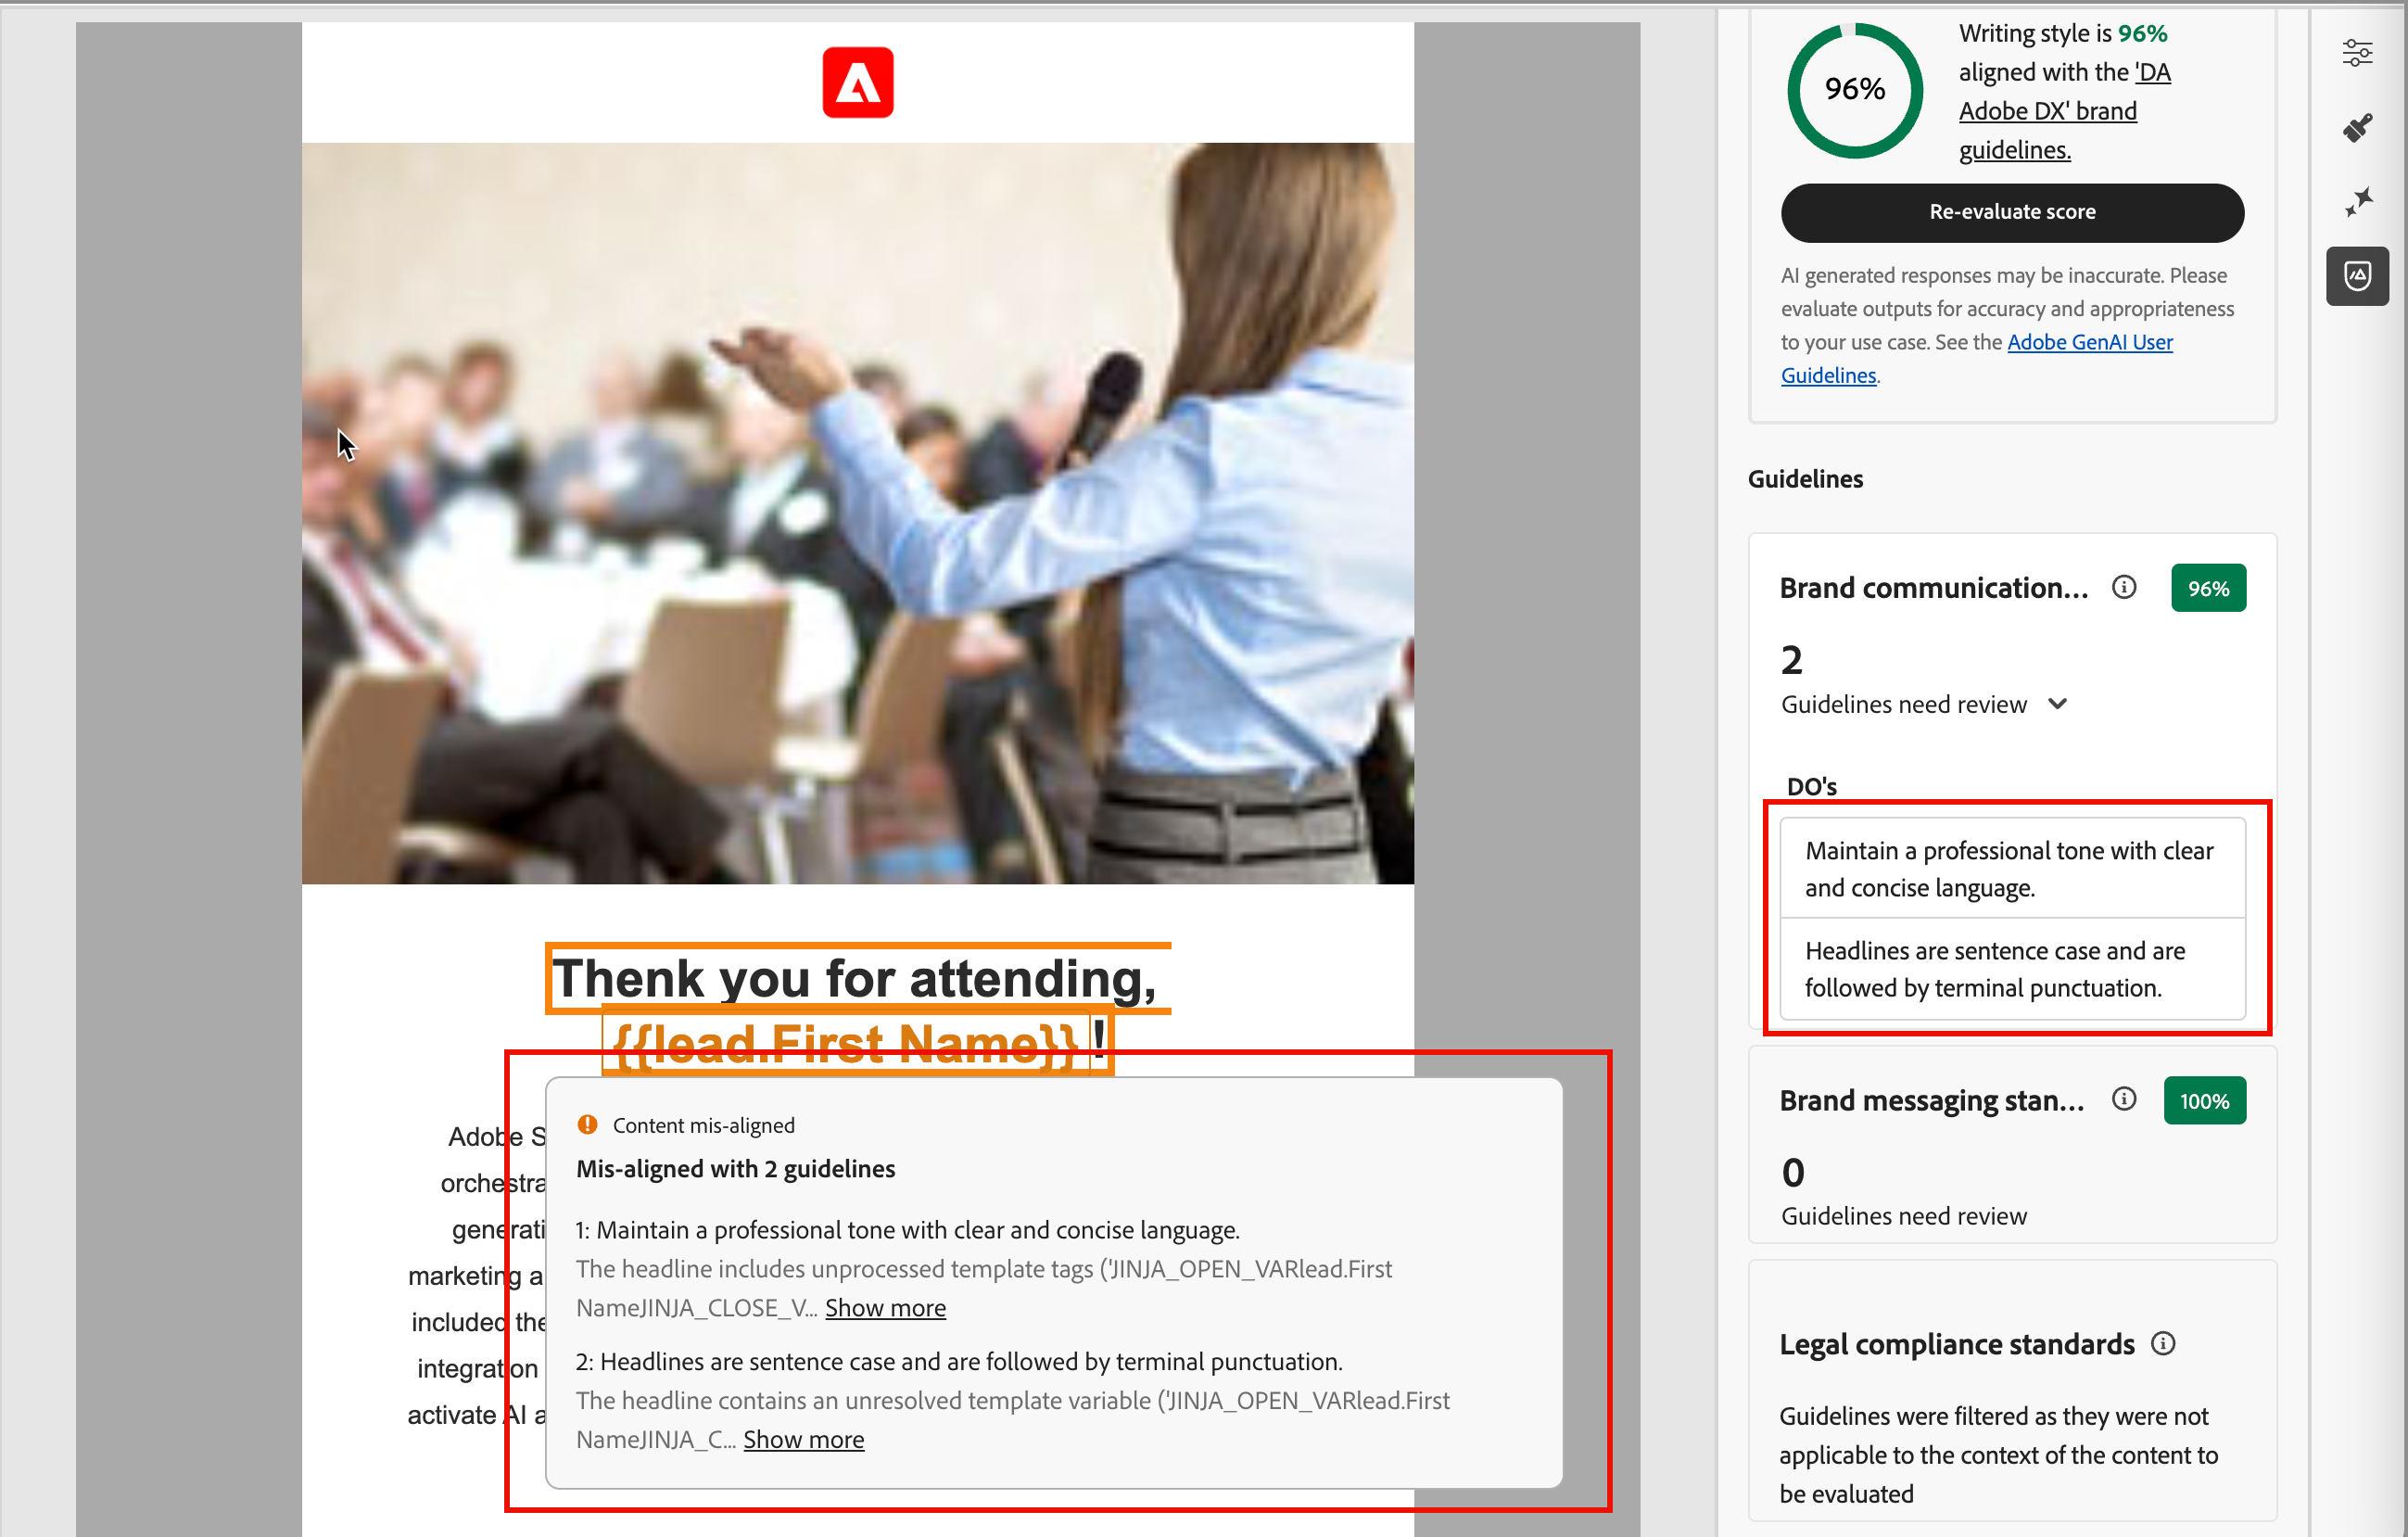 Thenk you for attending,
{{lead.First Name}} !
Adobe S
orchestra
generati
marketing a
included the
integration
activate AI a
Content mis-aligned
Mis-aligned with 2 guidelines
1: Maintain a professional tone with clear and concise language.
The headline includes unprocessed template tags ('JINJA_OPEN_VARlead.First
NameJINJA_CLOSE_V... Show more
2: Headlines are sentence case and are followed by terminal punctuation.
The headline contains an unresolved template variable ('JINJA_OPEN_VARlead.First
NameJINJA_C... Show more
96%
Writing style is 96%
aligned with the 'DA
Adobe DX' brand
guidelines.
Re-evaluate score
AI generated responses may be inaccurate. Please
evaluate outputs for accuracy and appropriateness
to your use case. See the Adobe GenAI User
Guidelines.
Guidelines
Brand communication... 96%
2
Guidelines need review
DO's
Maintain a professional tone with clear
and concise language.
Headlines are sentence case and are
followed by terminal punctuation.
Brand messaging stan... 100%
0
Guidelines need review
Legal compliance standards
Guidelines were filtered as they were not
applicable to the context of the content to
be evaluated